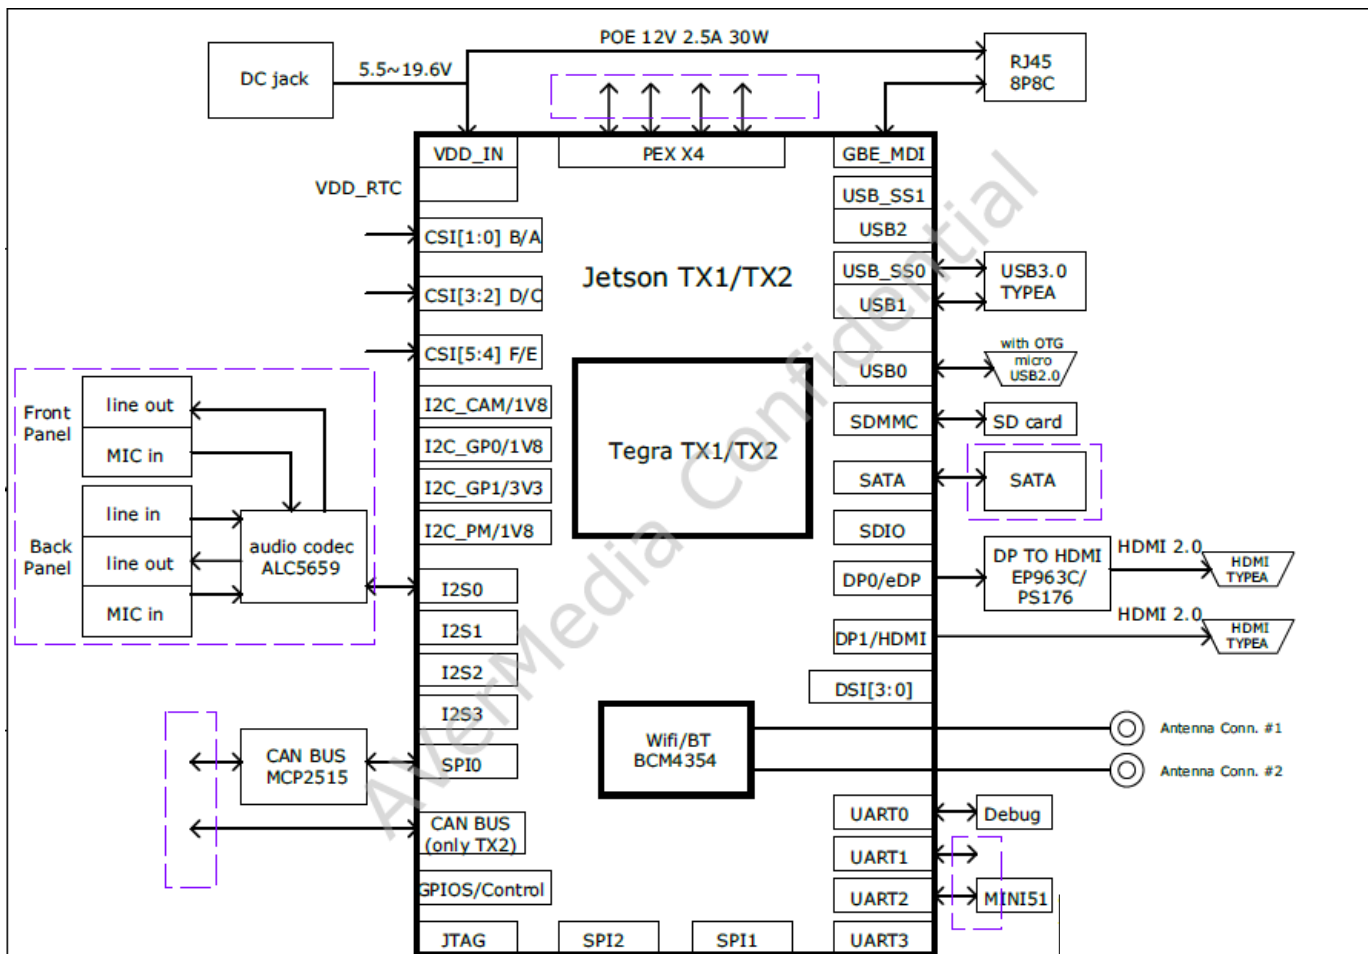 POE 12V 2.5A 30W
DC jack
5.5~19.6V
RJ45
8P8C
VDD_IN
PEX X4
GBE_MDI
VDD_RTC
USB_SS1
USB2
CSI[1:0] B/A
Jetson TX1/TX2
USB_SS0
USB1
USB3.0
TYPEA
CSI[3:2] D/C
CSI[5:4] F/E
USB0
with OTG
micro
USB2.0
Front
Panel
line out
MIC in
I2C_CAM/1V8
I2C_GP0/1V8
I2C_GP1/3V3
I2C_PM/1V8
Tegra TX1/TX2
SDMMC
SD card
SATA
SATA
SDIO
Back
Panel
line in
line out
MIC in
audio codec
ALC5659
I2S0
I2S1
I2S2
I2S3
DP0/eDP
DP TO HDMI
EP963C/
PS176
HDMI 2.0
HDMI
TYPEA
DP1/HDMI
HDMI 2.0
HDMI
TYPEA
DSI[3:0]
CAN BUS
MCP2515
SPI0
Wifi/BT
BCM4354
Antenna Conn. #1
Antenna Conn. #2
CAN BUS
(only TX2)
UART0
Debug
UART1
GPIOS/Control
UART2
MINI51
JTAG
SPI2
SPI1
UART3
AVerMedia Confidential